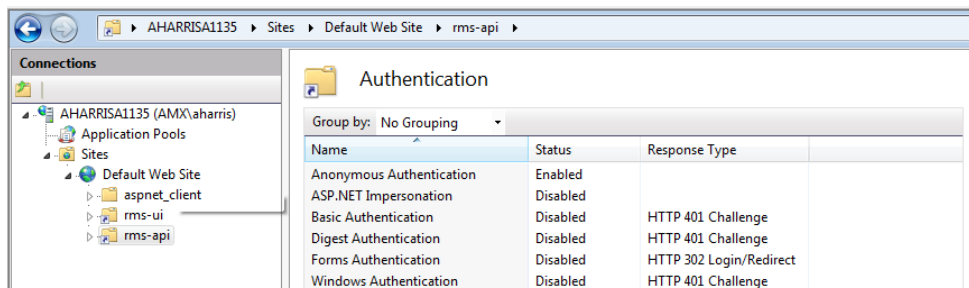 AHARRISA1135 Sites Default Web Site rms-api
Connections
AHARRISA1135 (AMX\aharris)
Application Pools
Sites
Default Web Site
aspnet_client
rms-ui
rms-api
Authentication
Group by: No Grouping
Name Status Response Type
Anonymous Authentication Enabled
ASP.NET Impersonation Disabled
Basic Authentication Disabled HTTP 401 Challenge
Digest Authentication Disabled HTTP 401 Challenge
Forms Authentication Disabled HTTP 302 Login/Redirect
Windows Authentication Disabled HTTP 401 Challenge